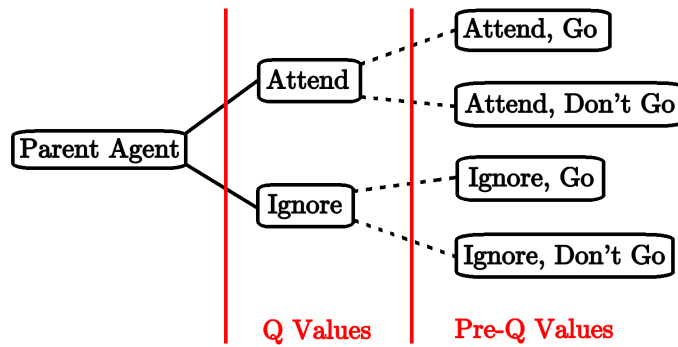 Attend, Go
Attend
Attend, Don't Go
Parent Agent
Ignore, Go
Ignore
Ignore, Don't Go
Q Values
Pre-Q Values